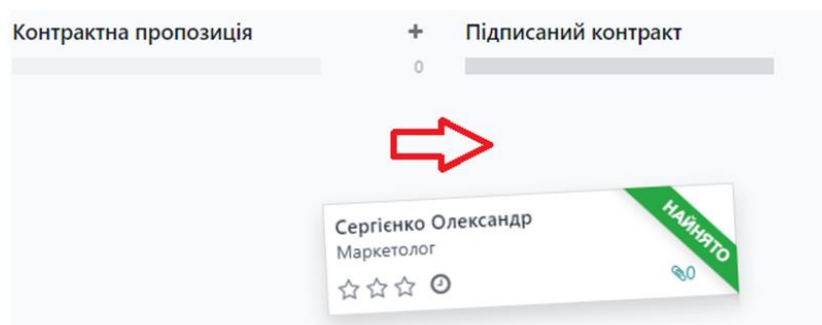 Контрактна пропозиція + Підписаний контракт
0
Сергієнко Олександр
НАЙНЯТО
Маркетолог
0